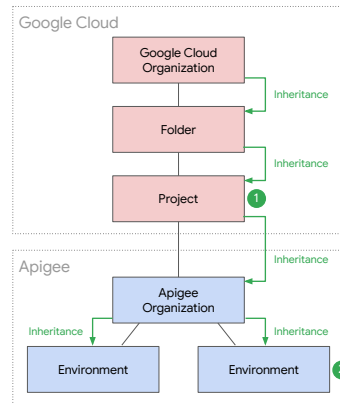 Google Cloud
Google Cloud
Organization
Inheritance
Folder
Inheritance
Project
1
Inheritance
Apigee
Apigee
Organization
Inheritance
Inheritance
Environment
Environment